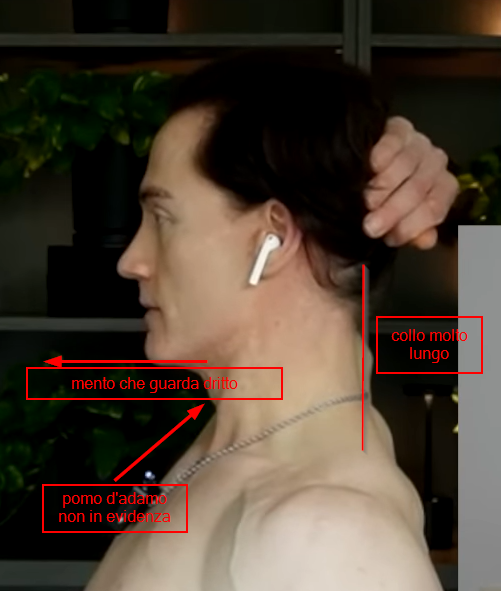 collo molto
lungo
mento che guarda dritto
pomo d'adamo
non in evidenza